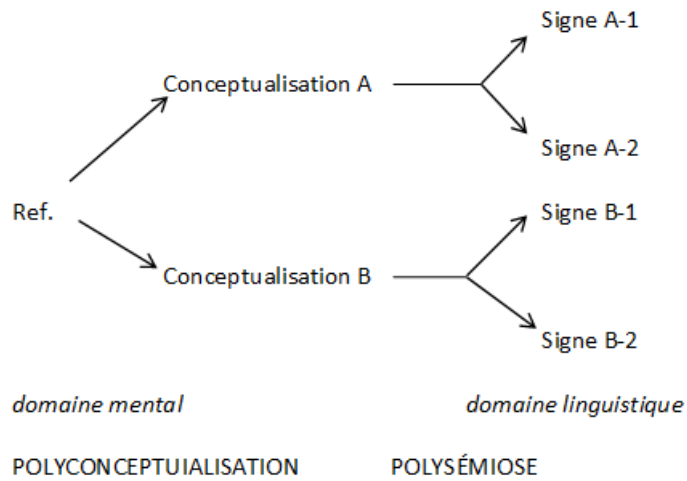 Signe A-1
Conceptualisation A
Signe A-2
Ref.
Signe B-1
Conceptualisation B
Signe B-2
domaine mental domaine linguistique
POLYCONCEPTUIALISATION POLYSÉMIOSE